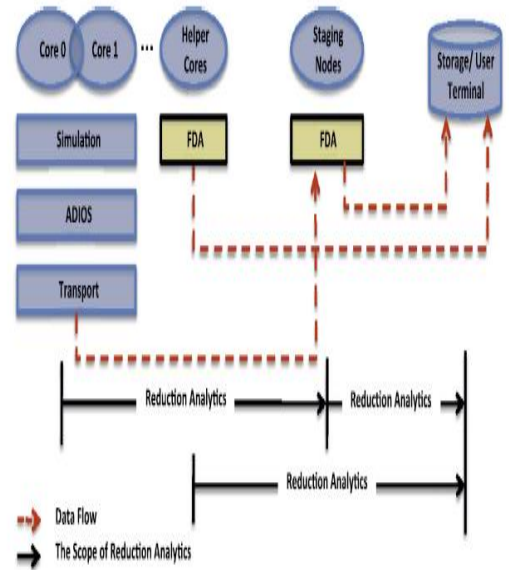 Core 0 Core 1 ... Helper Cores Staging Nodes Storage/ User Terminal
Simulation FDA FDA
ADIOS
Transport
Reduction Analytics Reduction Analytics
Reduction Analytics
Data Flow
The Scope of Reduction Analytics